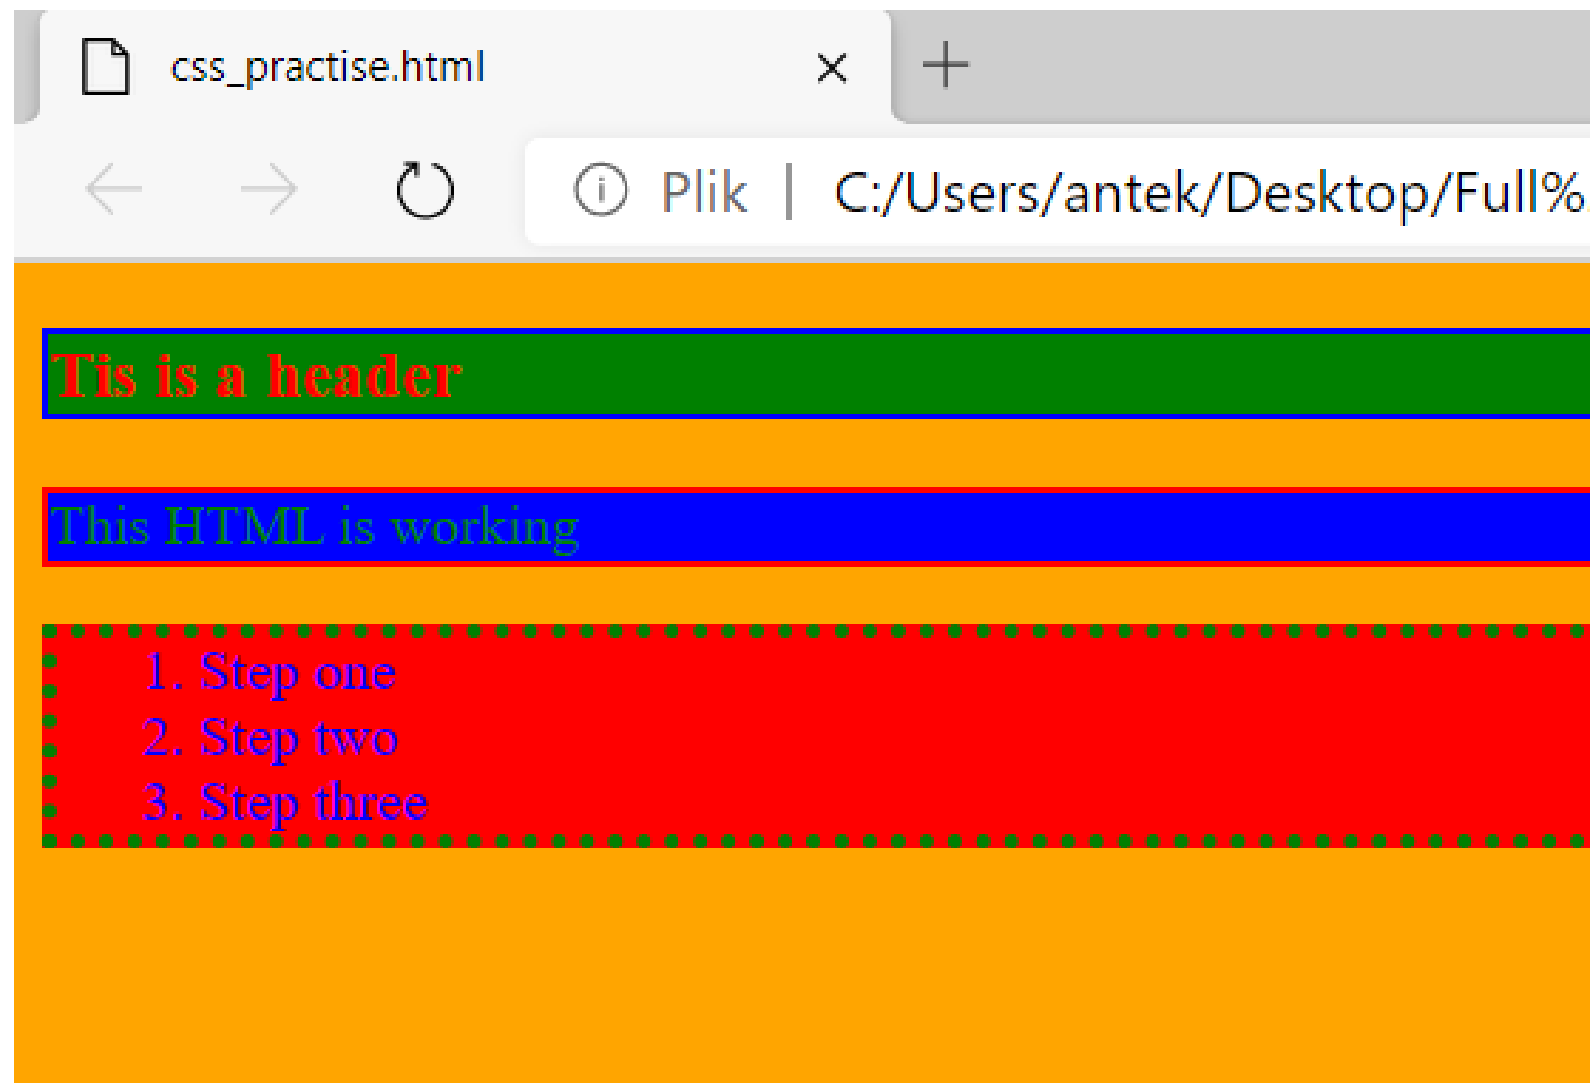 css_practise.html
Plik | C:/Users/antek/Desktop/Full%
Tis is a header
This HTML is working
1. Step one
2. Step two
3. Step three